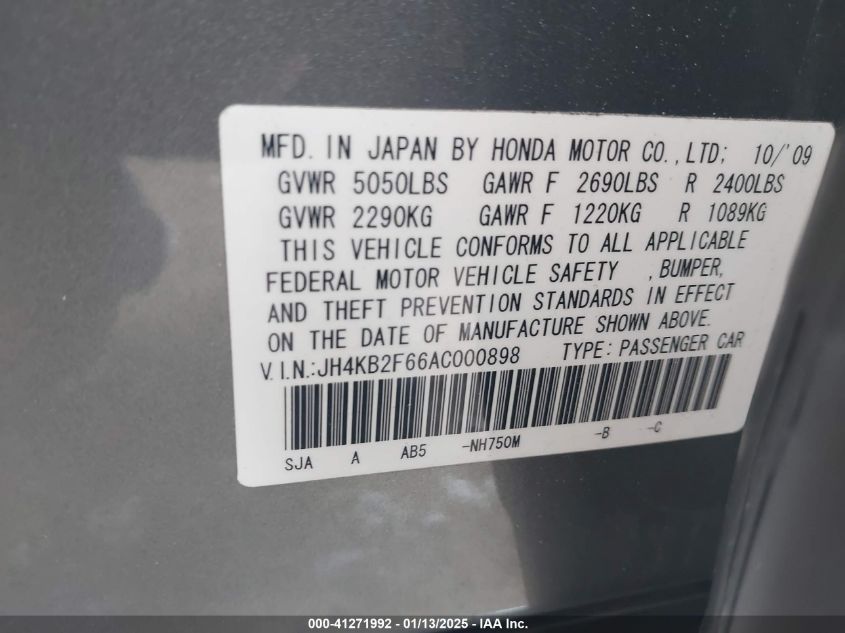 MFD. IN JAPAN BY HONDA MOTOR CO., LTD; 10/'09
GVWR 5050LBS GAWR F 2690LBS R 2400LBS
GVWR 2290KG GAWR F 1220KG R 1089KG
THIS VEHICLE CONFORMS TO ALL APPLICABLE
FEDERAL MOTOR VEHICLE SAFETY , BUMPER,
AND THEFT PREVENTION STANDARDS IN EFFECT
ON THE DATE OF MANUFACTURE SHOWN ABOVE.
V.I.N.:JH4KB2F66AC000898 TYPE: PASSENGER CAR
SJA A AB5 -NH750M -B -C
000-41271992 - 01/13/2025 - IAA Inc.